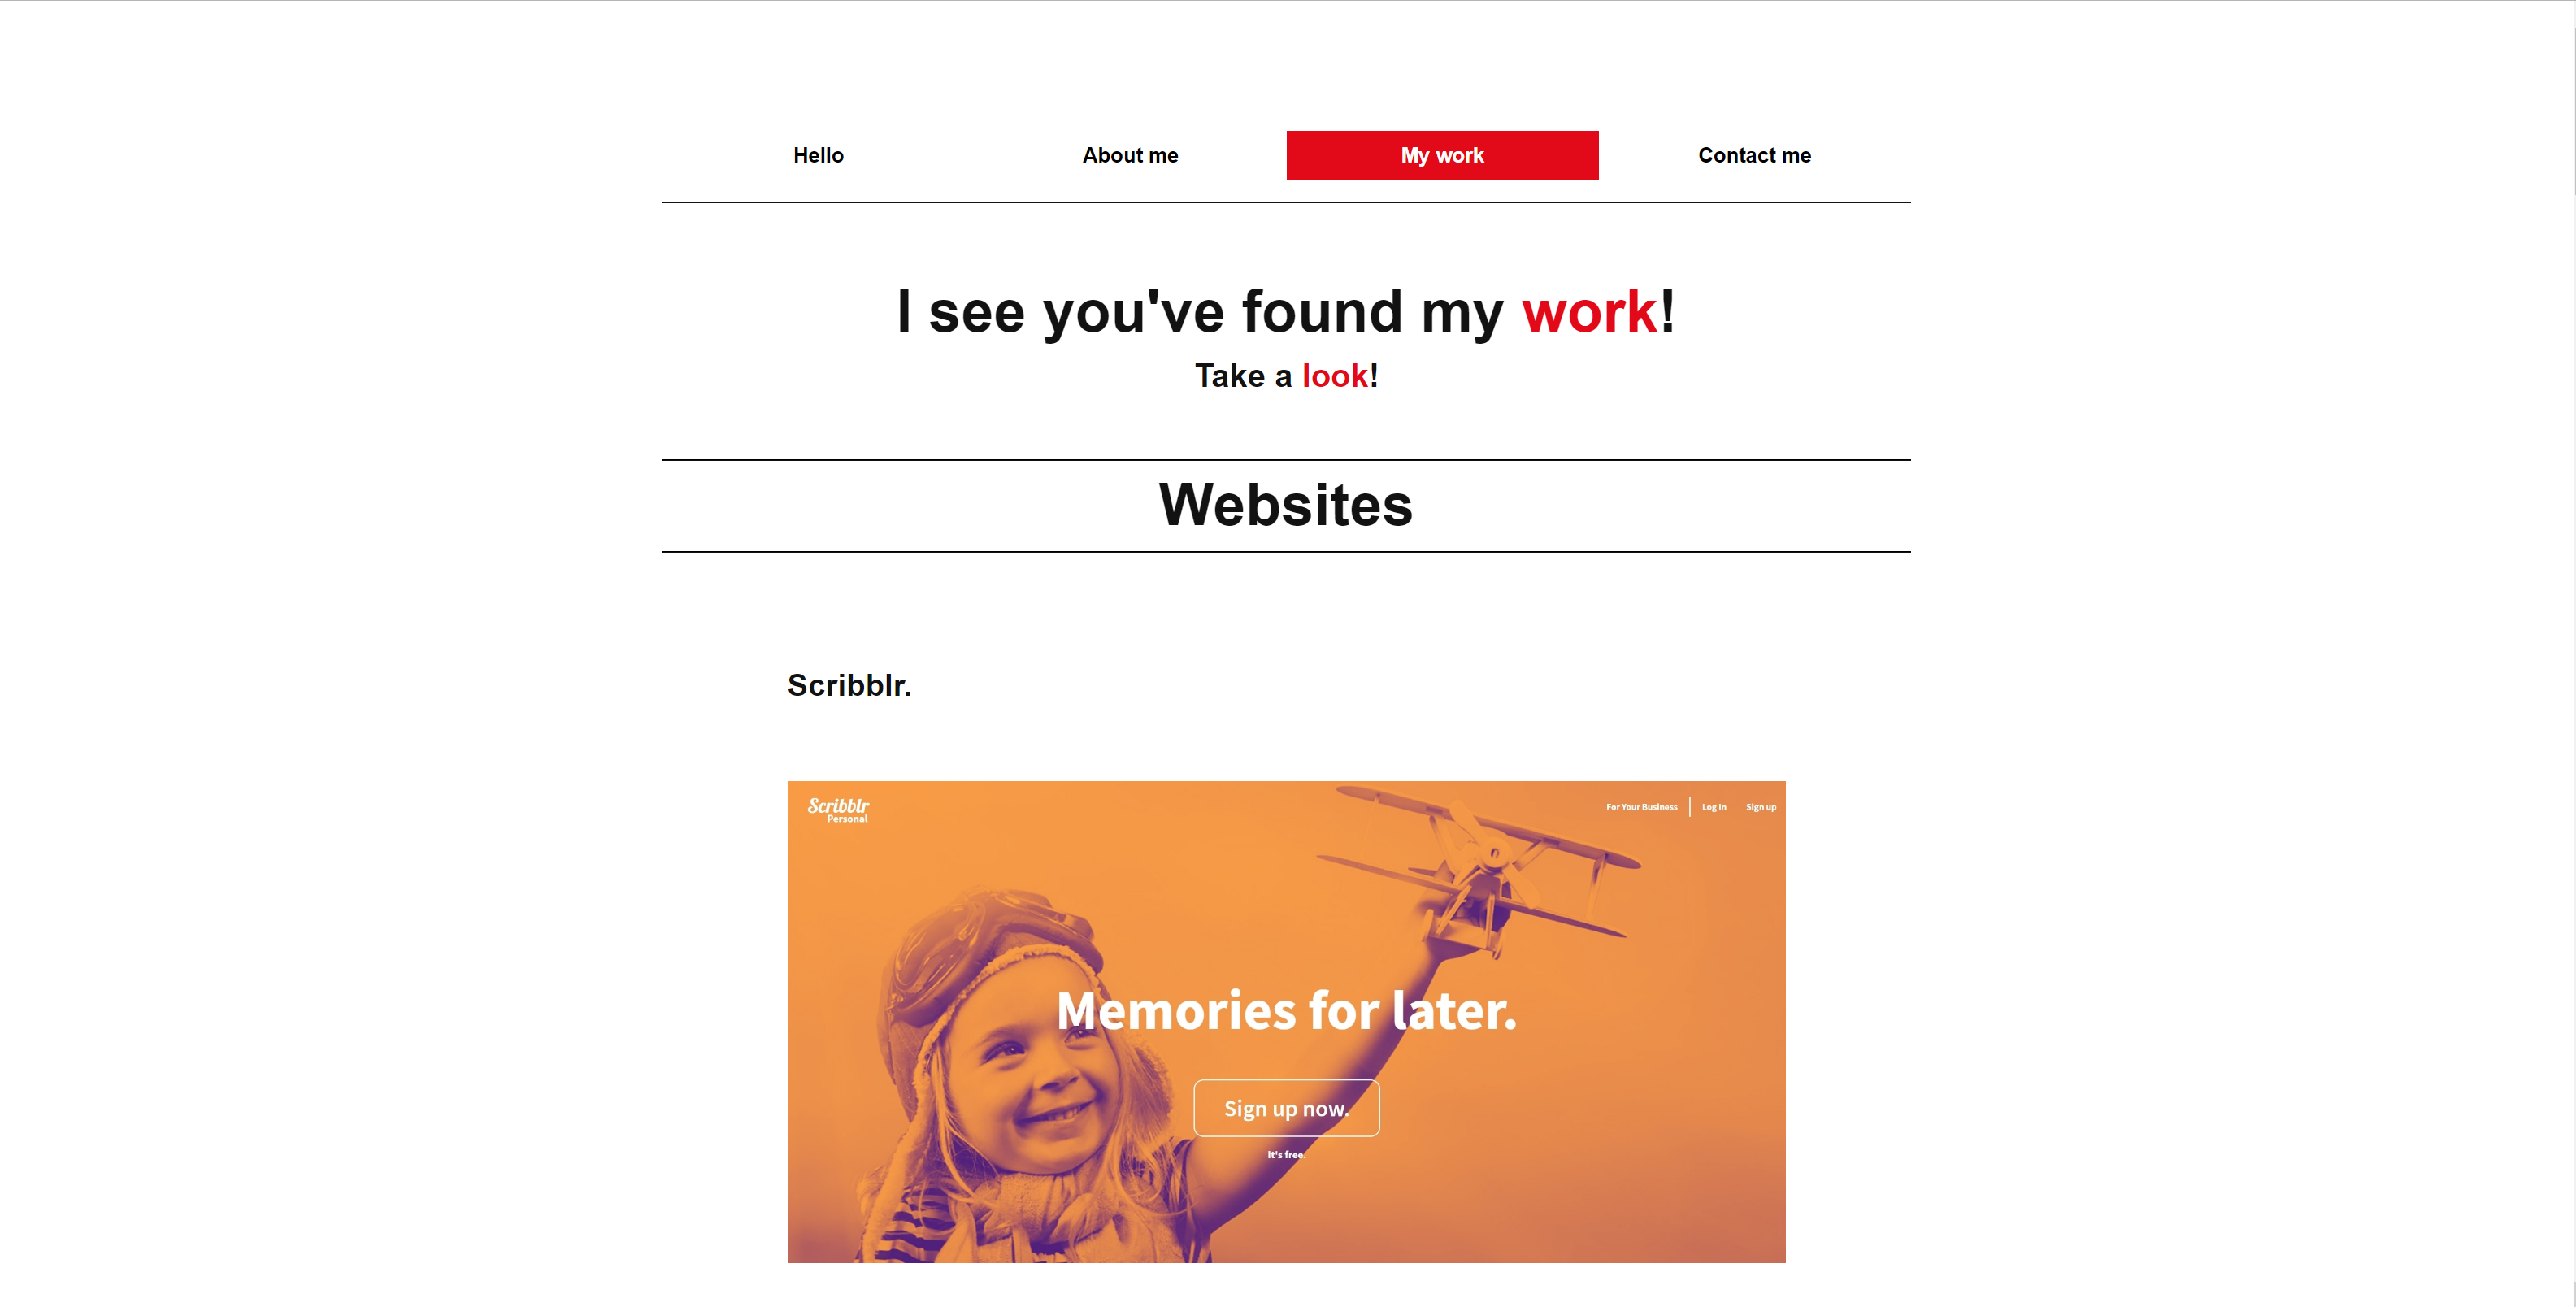 Hello About me My work Contact me
I see you've found my work!
Take a look!
Websites
Scribblr.
Scribblr
Personal
For Your Business Log In Sign up
Memories for later.
Sign up now.
It's free.